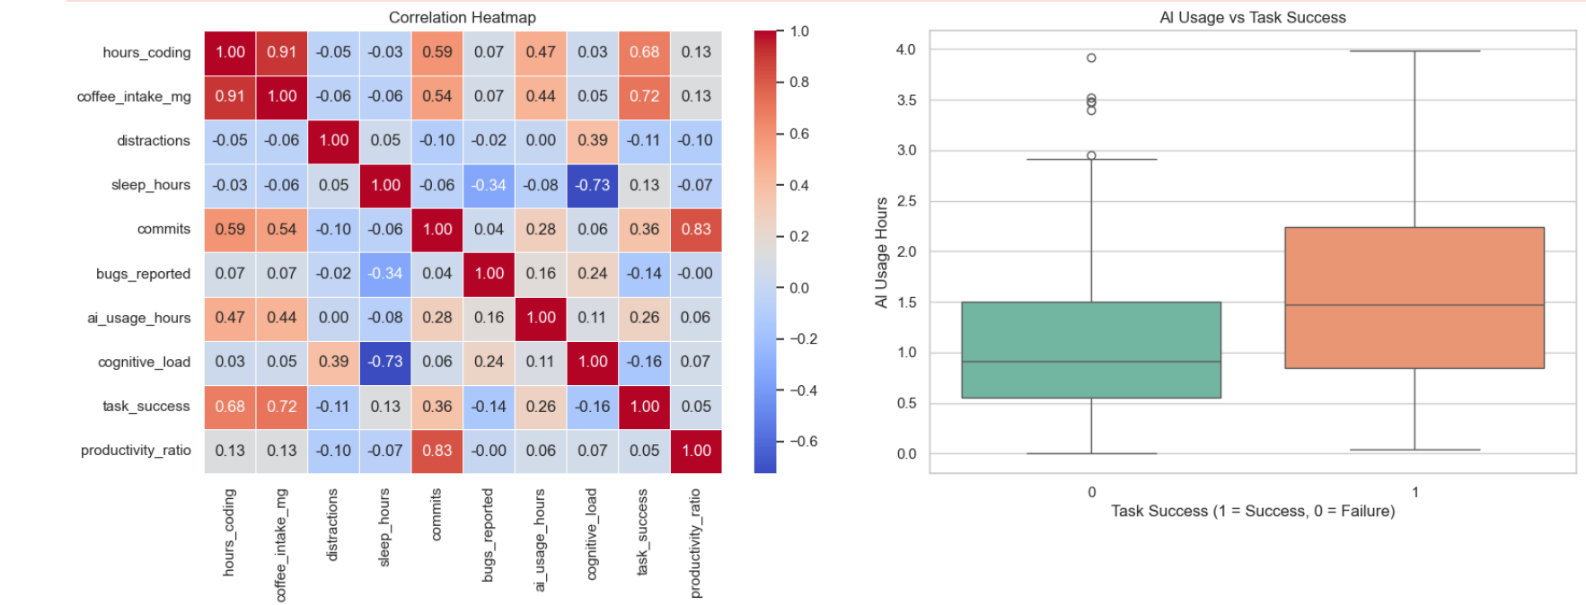 Correlation Heatmap
hours_coding 1.00 0.91 -0.05 -0.03 0.59 0.07 0.47 0.03 0.68 0.13
coffee_intake_mg 0.91 1.00 -0.06 -0.06 0.54 0.07 0.44 0.05 0.72 0.13
distractions -0.05 -0.06 1.00 0.05 -0.10 -0.02 0.00 0.39 -0.11 -0.10
sleep_hours -0.03 -0.06 0.05 1.00 -0.06 -0.34 -0.08 -0.73 0.13 -0.07
commits 0.59 0.54 -0.10 -0.06 1.00 0.04 0.28 0.06 0.36 0.83
bugs_reported 0.07 0.07 -0.02 -0.34 0.04 1.00 0.16 0.24 -0.14 -0.00
ai_usage_hours 0.47 0.44 0.00 -0.08 0.28 0.16 1.00 0.11 0.26 0.06
cognitive_load 0.03 0.05 0.39 -0.73 0.06 0.24 0.11 1.00 -0.16 0.07
task_success 0.68 0.72 -0.11 0.13 0.36 -0.14 0.26 -0.16 1.00 0.05
productivity_ratio 0.13 0.13 -0.10 -0.07 0.83 -0.00 0.06 0.07 0.05 1.00
hours_coding
coffee_intake_mg
distractions
sleep_hours
commits
bugs_reported
ai_usage_hours
cognitive_load
task_success
productivity_ratio
1.0
0.8
0.6
0.4
0.2
0.0
−0.2
−0.4
−0.6
AI Usage vs Task Success
AI Usage Hours
4.0
3.5
3.0
2.5
2.0
1.5
1.0
0.5
0.0
0 1
Task Success (1 = Success, 0 = Failure)